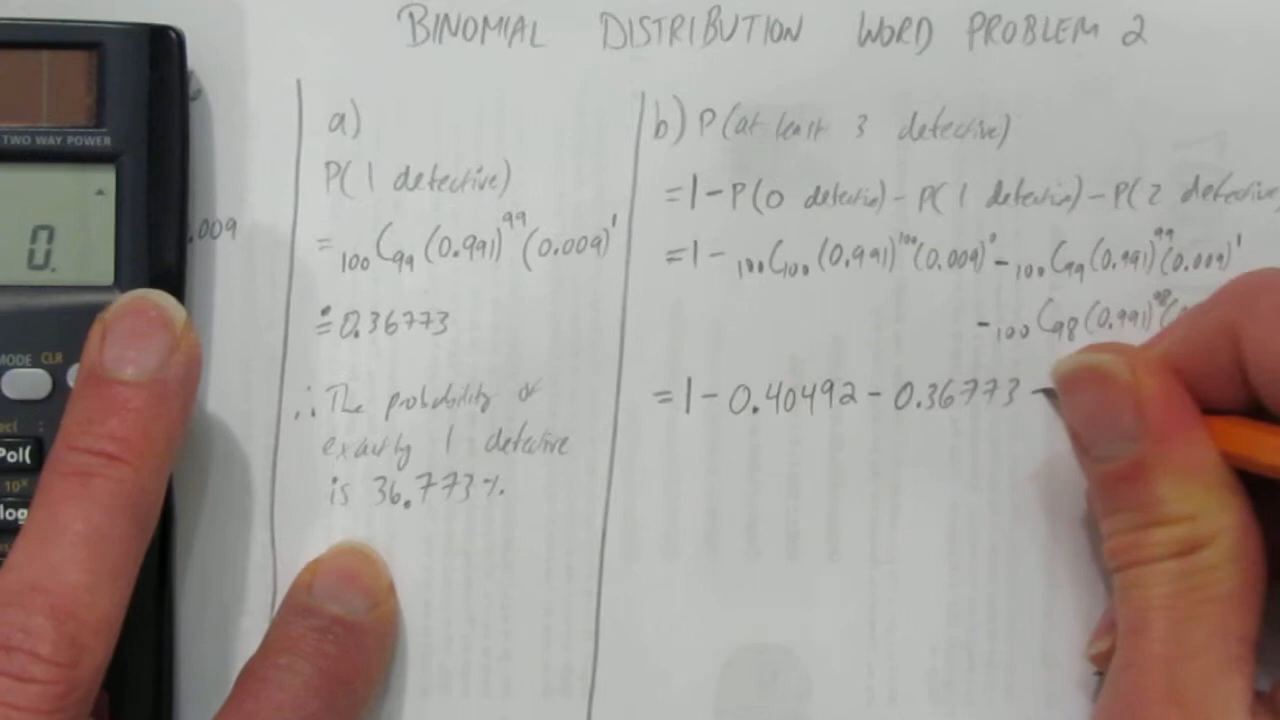 BINOMIAL DISTRIBUTION WORD PROBLEM 2
TWO WAY POWER
0.
MODE CLR
Pol(
10ˣ
log
.009
a)
P(1 defective)
= ₁₀₀C₉₉ (0.991)⁹⁹ (0.009)¹
≐ 0.36773
∴ The probability of
exactly 1 defective
is 36.773%.
b) P(at least 3 defective)
= 1 - P(0 defective) - P(1 defective) - P(2 defective
= 1 - ₁₀₀C₁₀₀ (0.991)¹⁰⁰ (0.009)⁰ - ₁₀₀C₉₉ (0.991)⁹⁹ (0.009)¹
- ₁₀₀C₉₈ (0.991)⁹⁸ (
= 1 - 0.40492 - 0.36773 -